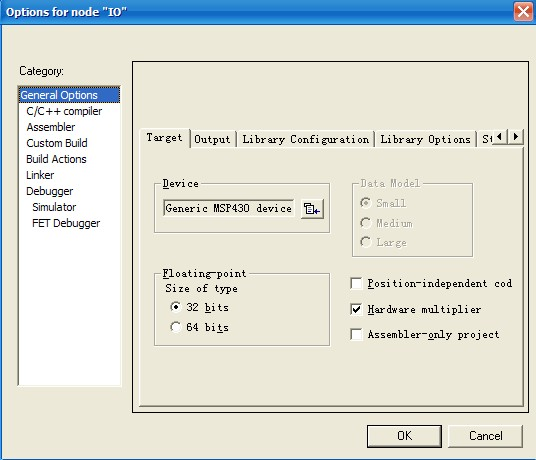 Options for node "IO"
Category:
General Options
C/C++ compiler
Assembler
Custom Build
Build Actions
Linker
Debugger
Simulator
FET Debugger
Target
Output
Library Configuration
Library Options
Device
Generic MSP430 device
Data Model
Small
Medium
Large
Floating-point
Size of type
32 bits
64 bits
Position-independent cod
Hardware multiplier
Assembler-only project
OK
Cancel